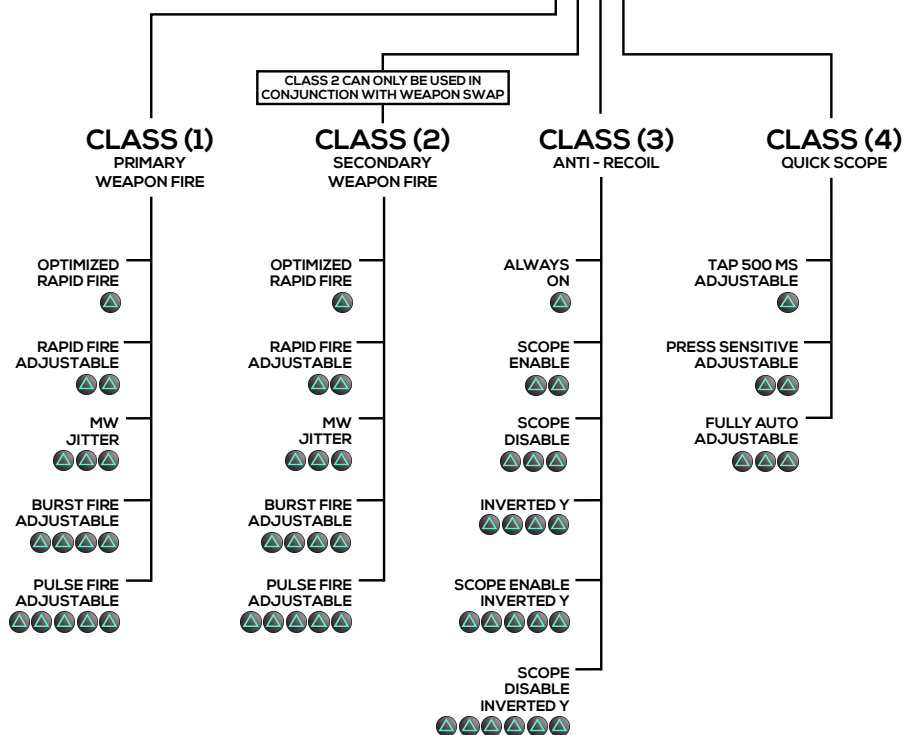 CLASS 2 CAN ONLY BE USED IN
CONJUNCTION WITH WEAPON SWAP
CLASS (1)
PRIMARY
WEAPON FIRE
OPTIMIZED
RAPID FIRE
RAPID FIRE
ADJUSTABLE
MW
JITTER
BURST FIRE
ADJUSTABLE
PULSE FIRE
ADJUSTABLE
CLASS (2)
SECONDARY
WEAPON FIRE
OPTIMIZED
RAPID FIRE
RAPID FIRE
ADJUSTABLE
MW
JITTER
BURST FIRE
ADJUSTABLE
PULSE FIRE
ADJUSTABLE
CLASS (3)
ANTI - RECOIL
ALWAYS
ON
SCOPE
ENABLE
SCOPE
DISABLE
INVERTED Y
SCOPE ENABLE
INVERTED Y
SCOPE
DISABLE
INVERTED Y
CLASS (4)
QUICK SCOPE
TAP 500 MS
ADJUSTABLE
PRESS SENSITIVE
ADJUSTABLE
FULLY AUTO
ADJUSTABLE